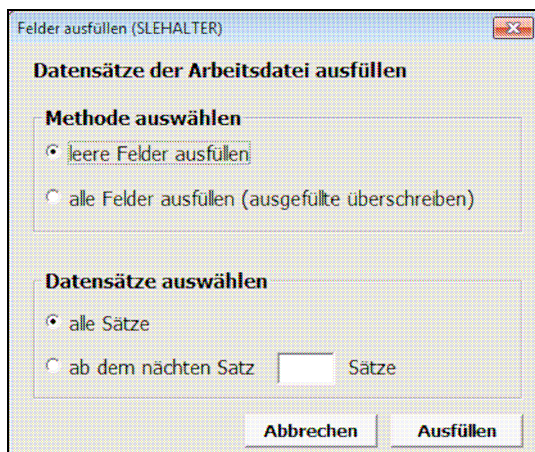 Felder ausfüllen (SLEHALTER)
Datensätze der Arbeitsdatei ausfüllen
Methode auswählen
leere Felder ausfüllen
alle Felder ausfüllen (ausgefüllte überschreiben)
Datensätze auswählen
alle Sätze
ab dem nächten Satz Sätze
Abbrechen Ausfüllen